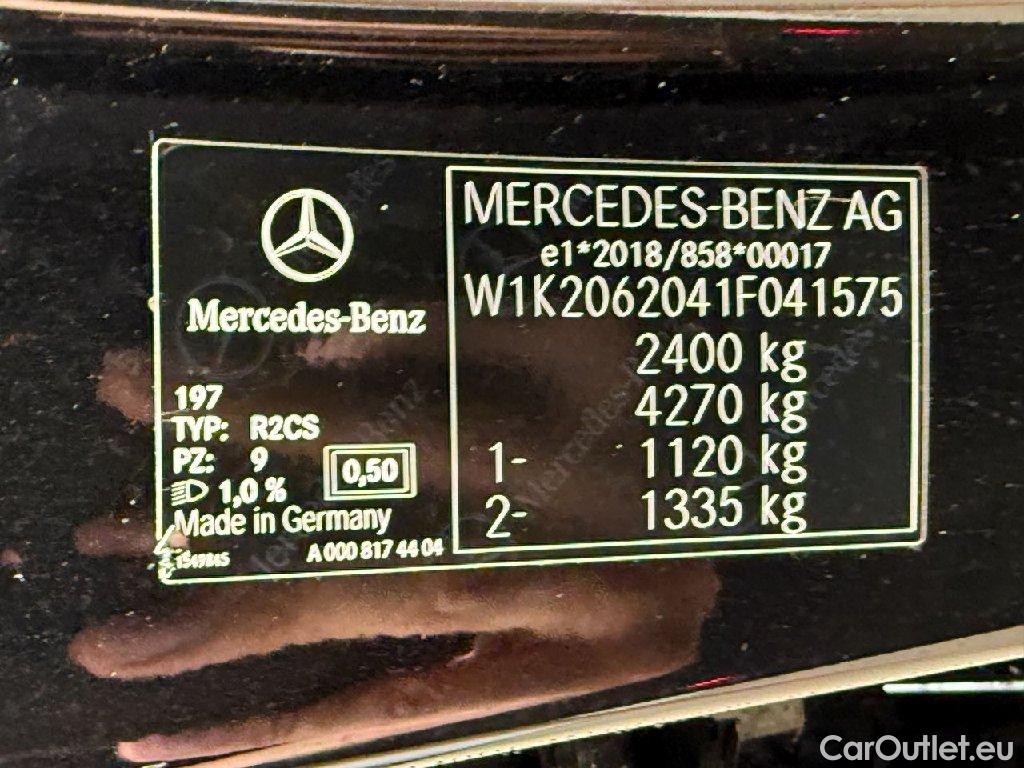 Mercedes-Benz
197
TYP: R2CS
PZ: 9
0,50
1,0 %
Made in Germany
A 000 817 44 04
MERCEDES-BENZ AG
e1*2018/858*00017
W1K2062041F041575
2400 kg
4270 kg
1- 1120 kg
2- 1335 kg
CarOutlet.eu